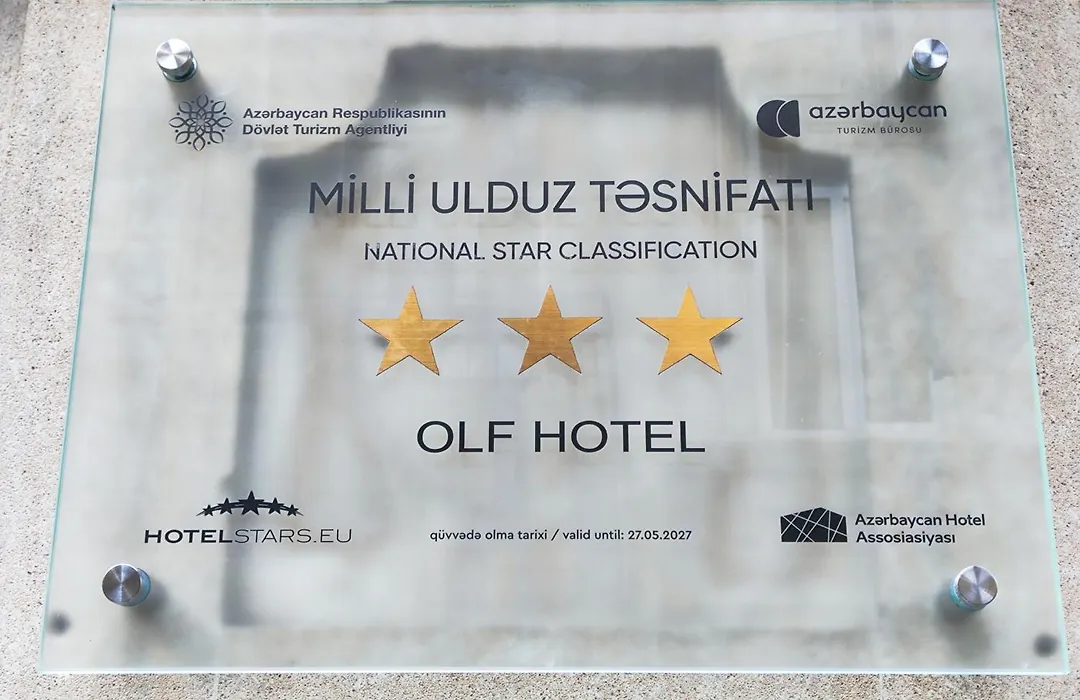 Azərbaycan Respublikasının
Dövlət Turizm Agentliyi
azərbaycan
TURİZM BÜROSU
MİLLİ ULDUZ TƏSNİFATI
NATIONAL STAR CLASSIFICATION
OLF HOTEL
HOTELSTARS.EU
qüvvədə olma tarixi / valid until: 27.05.2027
Azərbaycan Hotel
Assosiasiyası